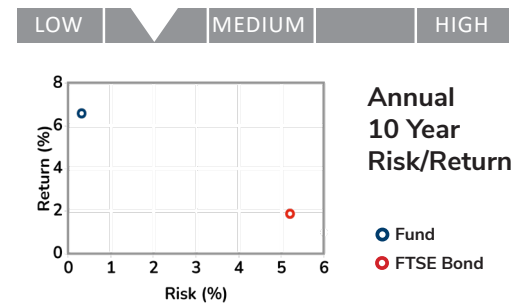 LOW MEDIUM HIGH
Annual
10 Year
Risk/Return
8
6
4
2
0
Return (%)
0 1 2 3 4 5 6
Risk (%)
Fund
FTSE Bond